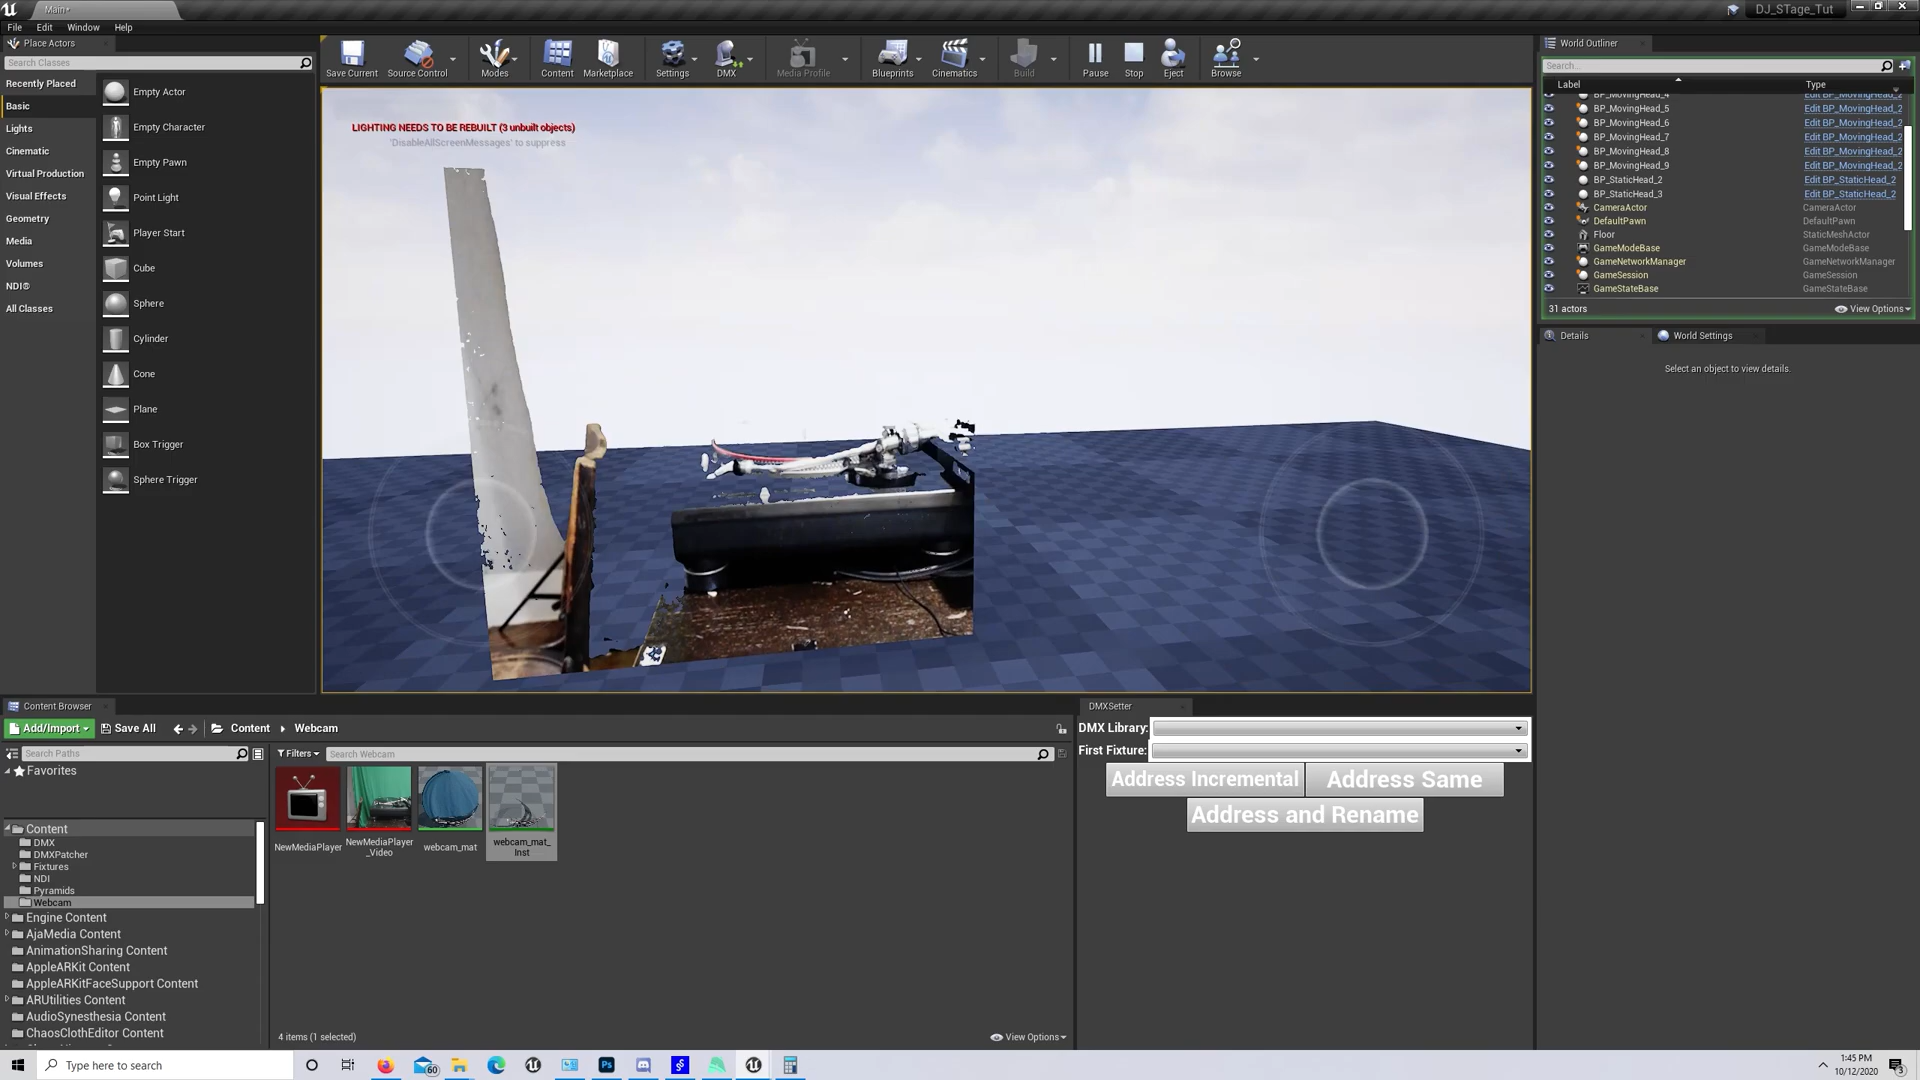 Main*
DJ_STage_Tut
File Edit Window Help
Place Actors
Search Classes
Recently Placed
Basic
Lights
Cinematic
Virtual Production
Visual Effects
Geometry
Media
Volumes
NDI®
All Classes
Empty Actor
Empty Character
Empty Pawn
Point Light
Player Start
Cube
Sphere
Cylinder
Cone
Plane
Box Trigger
Sphere Trigger
Save Current Source Control Modes Content Marketplace Settings DMX Media Profile Blueprints Cinematics Build Pause Stop Eject Browse
LIGHTING NEEDS TO BE REBUILT (3 unbuilt objects)
'DisableAllScreenMessages' to suppress
World Outliner
Search...
Label Type
BP_MovingHead_4 Edit BP_MovingHead_2
BP_MovingHead_5 Edit BP_MovingHead_2
BP_MovingHead_6 Edit BP_MovingHead_2
BP_MovingHead_7 Edit BP_MovingHead_2
BP_MovingHead_8 Edit BP_MovingHead_2
BP_MovingHead_9 Edit BP_MovingHead_2
BP_StaticHead_2 Edit BP_StaticHead_2
BP_StaticHead_3 Edit BP_StaticHead_2
CameraActor CameraActor
DefaultPawn DefaultPawn
Floor StaticMeshActor
GameModeBase GameModeBase
GameNetworkManager GameNetworkManager
GameSession GameSession
GameStateBase GameStateBase
31 actors View Options
Details World Settings
Select an object to view details.
Content Browser
Add/Import Save All Content Webcam
Search Paths
Filters Search Webcam
Favorites
Content
DMX
DMXPatcher
Fixtures
NDI
Pyramids
Webcam
Engine Content
AjaMedia Content
AnimationSharing Content
AppleARKit Content
AppleARKitFaceSupport Content
ARUtilities Content
AudioSynesthesia Content
ChaosClothEditor Content
NewMediaPlayer
NewMediaPlayer
_Video
webcam_mat
webcam_mat_
Inst
4 items (1 selected) View Options
DMXSetter
DMX Library:
First Fixture:
Address Incremental Address Same
Address and Rename
Type here to search
60
Ps
1:45 PM
10/12/2020
3